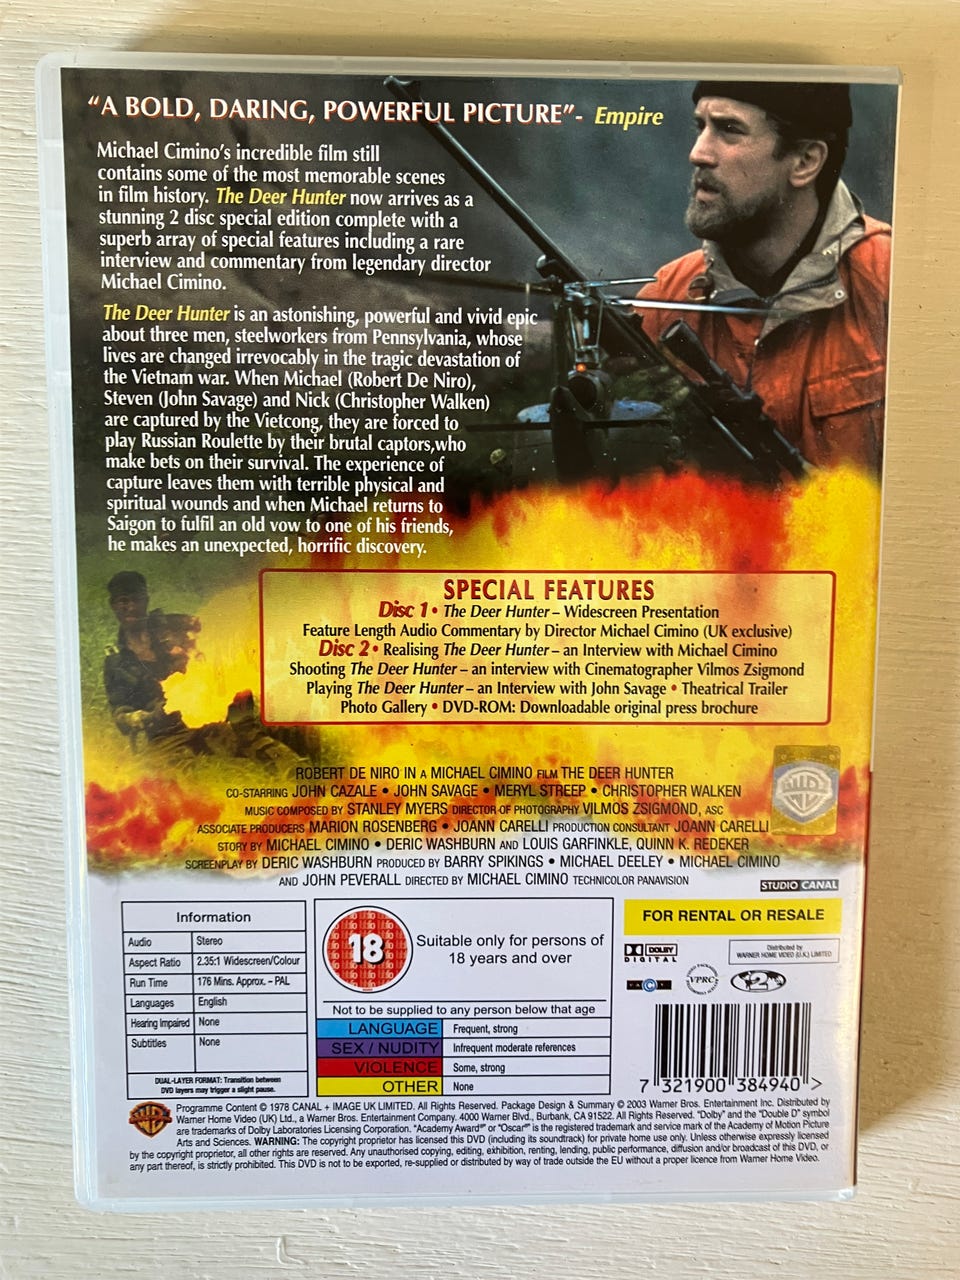 “A BOLD, DARING, POWERFUL PICTURE”- Empire
Michael Cimino’s incredible film still
contains some of the most memorable scenes
in film history. The Deer Hunter now arrives as a
stunning 2 disc special edition complete with a
superb array of special features including a rare
interview and commentary from legendary director
Michael Cimino.
The Deer Hunter is an astonishing, powerful and vivid epic
about three men, steelworkers from Pennsylvania, whose
lives are changed irrevocably in the tragic devastation of
the Vietnam war. When Michael (Robert De Niro),
Steven (John Savage) and Nick (Christopher Walken)
are captured by the Vietcong, they are forced to
play Russian Roulette by their brutal captors,who
make bets on their survival. The experience of
capture leaves them with terrible physical and
spiritual wounds and when Michael returns to
Saigon to fulfil an old vow to one of his friends,
he makes an unexpected, horrific discovery.
SPECIAL FEATURES
Disc 1 • The Deer Hunter – Widescreen Presentation
Feature Length Audio Commentary by Director Michael Cimino (UK exclusive)
Disc 2 • Realising The Deer Hunter – an Interview with Michael Cimino
Shooting The Deer Hunter – an interview with Cinematographer Vilmos Zsigmond
Playing The Deer Hunter – an Interview with John Savage • Theatrical Trailer
Photo Gallery • DVD-ROM: Downloadable original press brochure
ROBERT DE NIRO IN A MICHAEL CIMINO FILM THE DEER HUNTER
CO-STARRING JOHN CAZALE • JOHN SAVAGE • MERYL STREEP • CHRISTOPHER WALKEN
MUSIC COMPOSED BY STANLEY MYERS DIRECTOR OF PHOTOGRAPHY VILMOS ZSIGMOND, ASC
ASSOCIATE PRODUCERS MARION ROSENBERG • JOANN CARELLI PRODUCTION CONSULTANT JOANN CARELLI
STORY BY MICHAEL CIMINO • DERIC WASHBURN AND LOUIS GARFINKLE, QUINN K. REDEKER
SCREENPLAY BY DERIC WASHBURN PRODUCED BY BARRY SPIKINGS • MICHAEL DEELEY • MICHAEL CIMINO
AND JOHN PEVERALL DIRECTED BY MICHAEL CIMINO TECHNICOLOR PANAVISION
STUDIO CANAL
Information
Audio Stereo
Aspect Ratio 2.35:1 Widescreen/Colour
Run Time 176 Mins. Approx. – PAL
Languages English
Hearing Impaired None
Subtitles None
DUAL-LAYER FORMAT: Transition between
DVD layers may trigger a slight pause.
18
Suitable only for persons of
18 years and over
Not to be supplied to any person below that age
LANGUAGE Frequent, strong
SEX / NUDITY Infrequent moderate references
VIOLENCE Some, strong
OTHER None
FOR RENTAL OR RESALE
DOLBY
DIGITAL
Distributed by
WARNER HOME VIDEO (U.K.) LIMITED
VPRC
2
7 321900 384940 >
Programme Content © 1978 CANAL + IMAGE UK LIMITED. All Rights Reserved. Package Design & Summary © 2003 Warner Bros. Entertainment Inc. Distributed by
Warner Home Video (UK) Ltd., a Warner Bros. Entertainment Company. 4000 Warner Blvd., Burbank, CA 91522. All Rights Reserved. "Dolby" and the "Double D" symbol
are trademarks of Dolby Laboratories Licensing Corporation. "Academy Award®" or "Oscar®" is the registered trademark and service mark of the Academy of Motion Picture
Arts and Sciences. WARNING: The copyright proprietor has licensed this DVD (including its soundtrack) for private home use only. Unless otherwise expressly licensed
by the copyright proprietor, all other rights are reserved. Any unauthorised copying, editing, exhibition, renting, lending, public performance, diffusion and/or broadcast of this DVD, or
any part thereof, is strictly prohibited. This DVD is not to be exported, re-supplied or distributed by way of trade outside the EU without a proper licence from Warner Home Video.